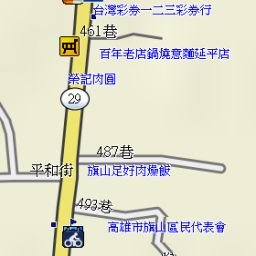 台灣彩券一二三彩券行
461巷
百年老店鍋燒意麵延平店
榮記肉圓
29
487巷
平和街
旗山足好肉燥飯
493巷
高雄市旗山區民代表會